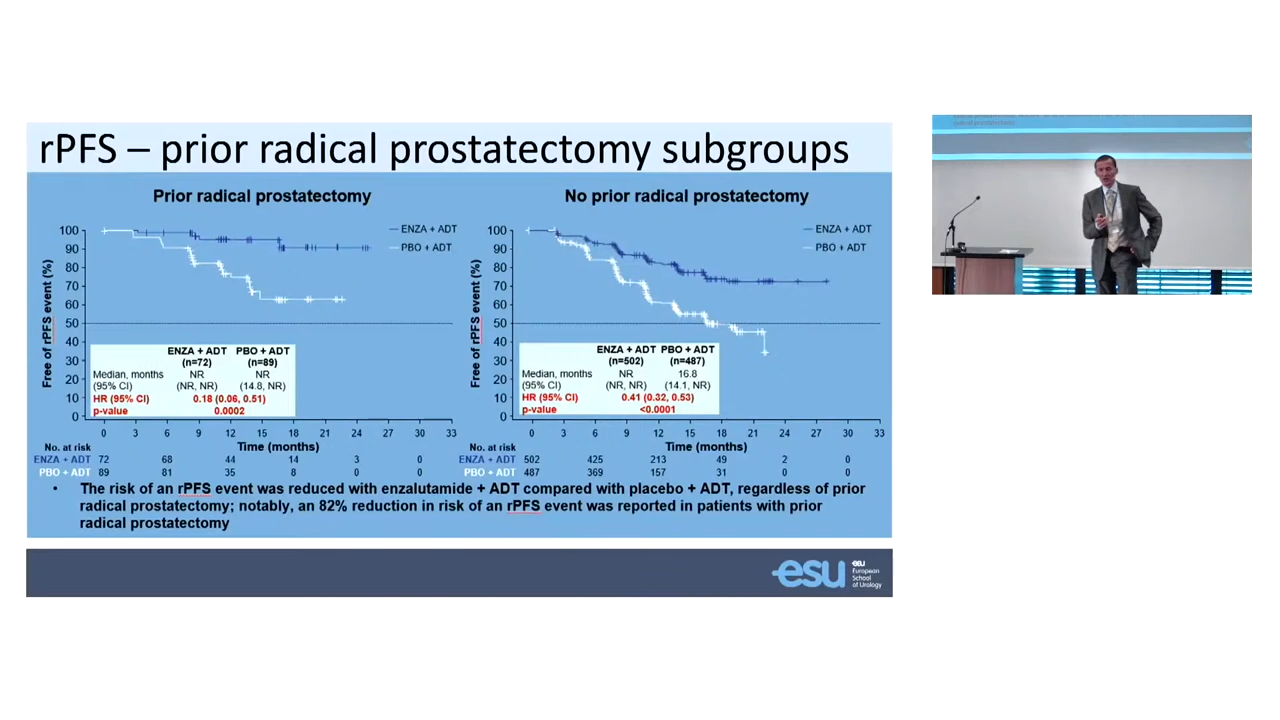 rPFS – prior radical prostatectomy subgroups
Prior radical prostatectomy
ENZA + ADT
PBO + ADT
Free of rPFS event (%)
100
90
80
70
60
50
40
30
20
10
0
ENZA + ADT PBO + ADT
(n=72) (n=89)
Median, months NR NR
(95% CI) (NR, NR) (14.8, NR)
HR (95% CI) 0.18 (0.06, 0.51)
p-value 0.0002
0 3 6 9 12 15 18 21 24 27 30 33
Time (months)
No. at risk
ENZA + ADT 72 68 44 14 3 0
PBO + ADT 89 81 35 8 0 0
No prior radical prostatectomy
ENZA + ADT
PBO + ADT
Free of rPFS event (%)
100
90
80
70
60
50
40
30
20
10
0
ENZA + ADT PBO + ADT
(n=502) (n=487)
Median, months NR 16.8
(95% CI) (NR, NR) (14.1, NR)
HR (95% CI) 0.41 (0.32, 0.53)
p-value <0.0001
0 3 6 9 12 15 18 21 24 27 30 33
Time (months)
No. at risk
ENZA + ADT 502 425 213 49 2 0
PBO + ADT 487 369 157 31 0 0
• The risk of an rPFS event was reduced with enzalutamide + ADT compared with placebo + ADT, regardless of prior
radical prostatectomy; notably, an 82% reduction in risk of an rPFS event was reported in patients with prior
radical prostatectomy
esu
eau
European
School
of Urology